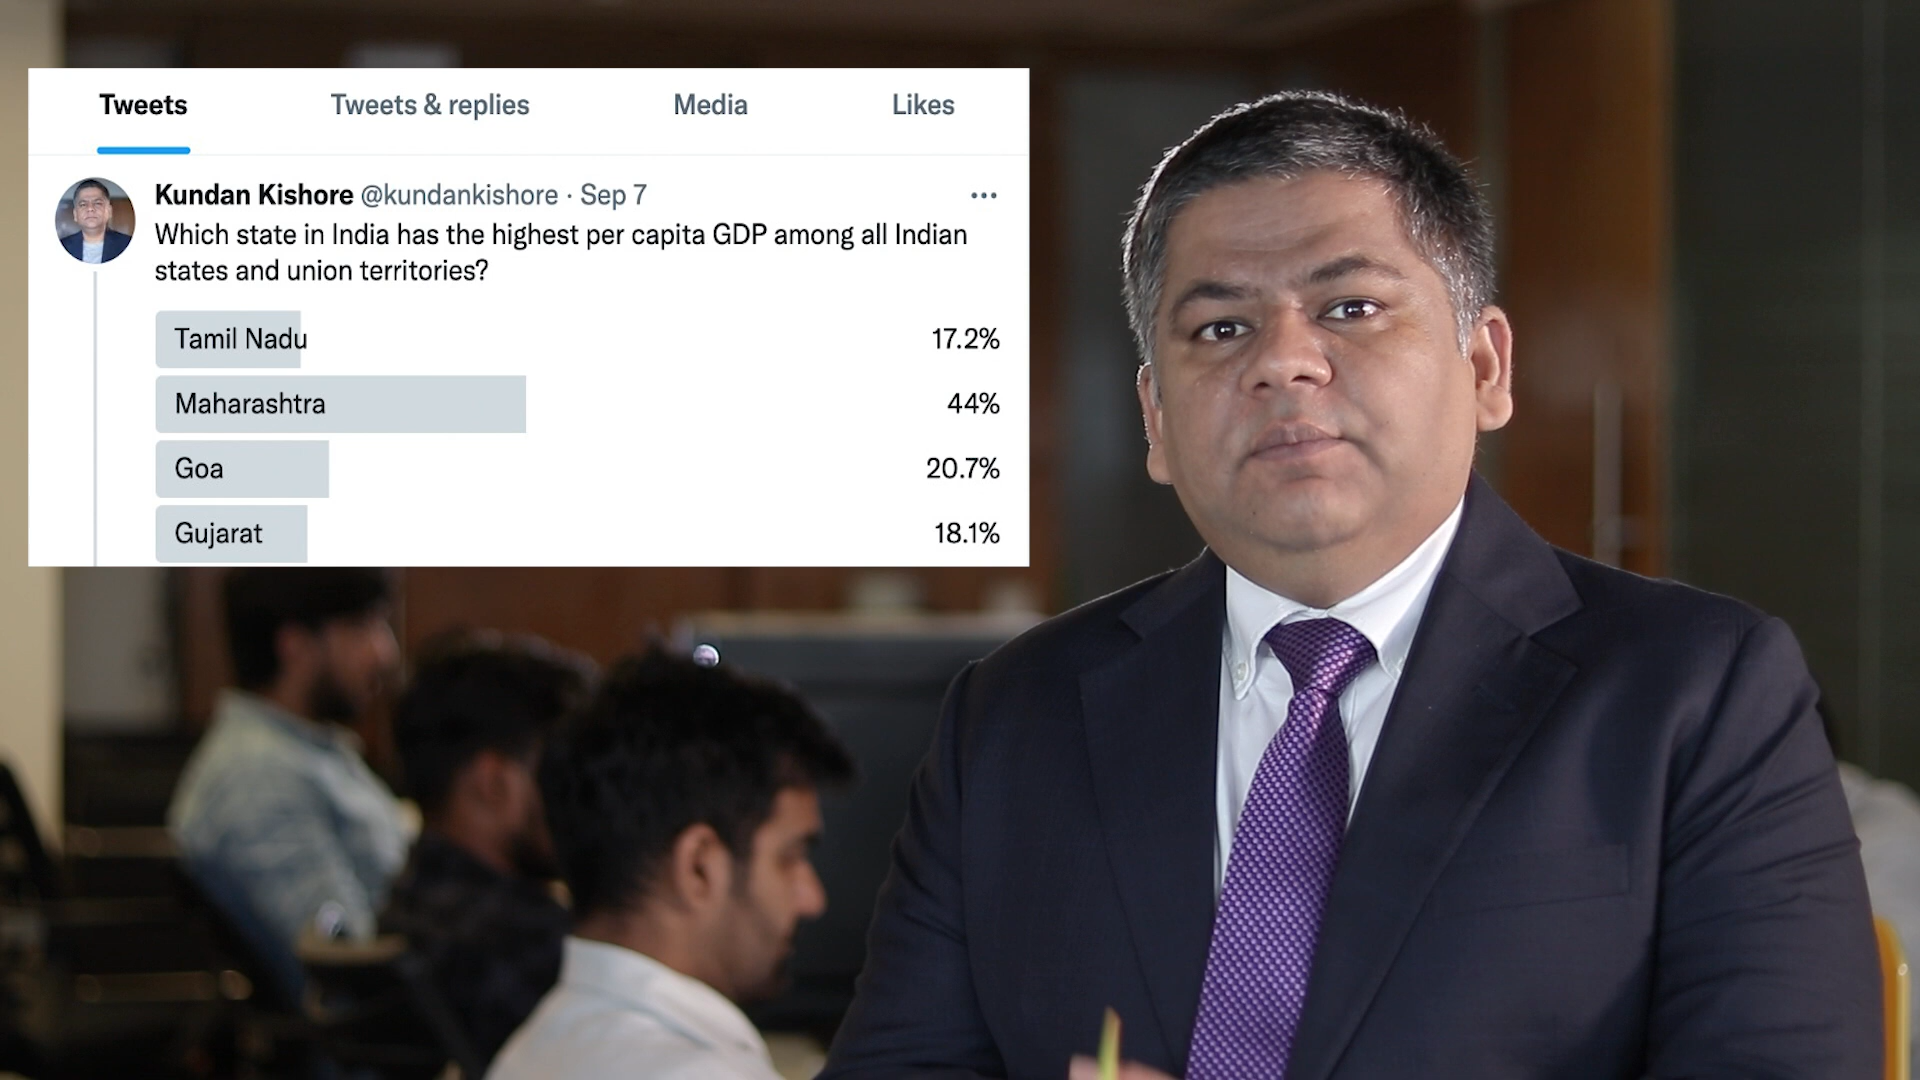 Tweets Tweets & replies Media Likes
Kundan Kishore @kundankishore · Sep 7 ···
Which state in India has the highest per capita GDP among all Indian
states and union territories?
Tamil Nadu 17.2%
Maharashtra 44%
Goa 20.7%
Gujarat 18.1%